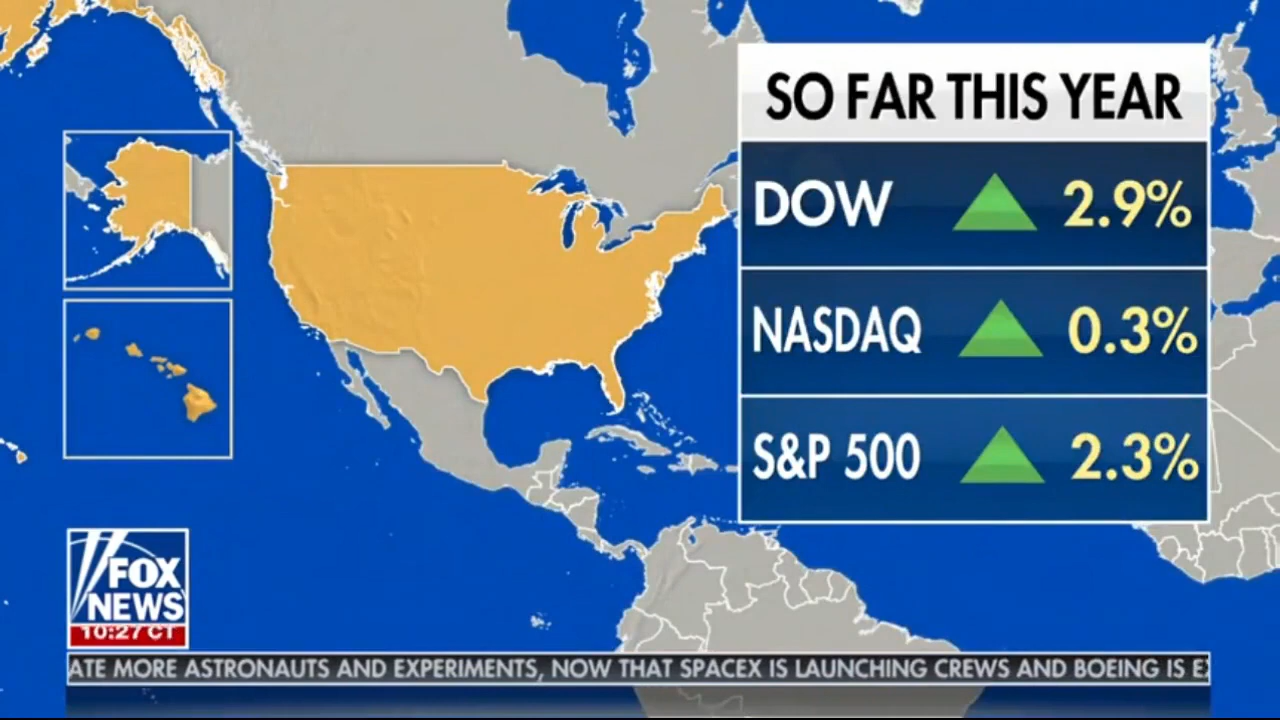 SO FAR THIS YEAR
DOW 2.9%
NASDAQ 0.3%
S&P 500 2.3%
FOX
NEWS
10:27 CT
ATE MORE ASTRONAUTS AND EXPERIMENTS, NOW THAT SPACEX IS LAUNCHING CREWS AND BOEING IS